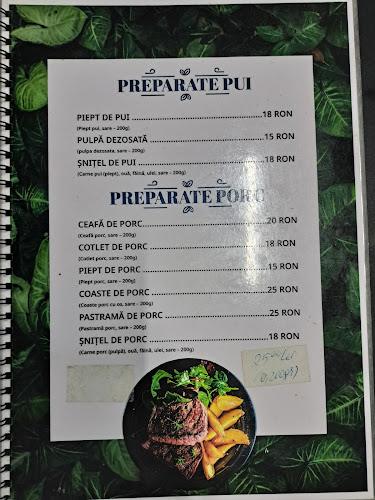 PREPARATE PUI
PIEPT DE PUI ........ 18 RON
(Piept pui, sare – 200g)
PULPĂ DEZOSATĂ ........ 15 RON
(pulpa dezosata, sare – 200g)
ȘNIȚEL DE PUI ........ 18 RON
(Carne pui (piept), ouă, făină, ulei, sare – 200g)
PREPARATE PORC
CEAFĂ DE PORC ........ 20 RON
(Ceafă porc, sare – 200g)
COTLET DE PORC ........ 18 RON
(Cotlet porc, sare – 200g)
PIEPT DE PORC ........ 15 RON
(Piept porc, sare – 200g)
COASTE DE PORC ........ 25 RON
(Coaste porc cu os, sare – 200g)
PASTRAMĂ DE PORC ........ 25 RON
(Pastramă porc, sare – 200g)
ȘNIȚEL DE PORC ........ 18 RON
(Carne porc (pulpă), ouă, făină, ulei, sare – 200g)